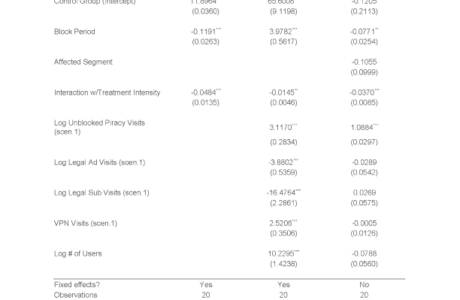 Control Group (Intercept) 11.6964 65.6008 -0.1205
(0.0360) (9.1198) (0.2113)
Block Period -0.1191*** 3.9782*** -0.0771**
(0.0263) (0.5617) (0.0254)
Affected Segment -0.1055
(0.0999)
Interaction w/Treatment Intensity -0.0484*** -0.0145** -0.0370***
(0.0135) (0.0046) (0.0085)
Log Unblocked Piracy Visits 3.1170*** 1.0884***
(scen.1)
(0.2834) (0.0297)
Log Legal Ad Visits (scen.1) -3.8802*** -0.0289
(0.5359) (0.0542)
Log Legal Sub Visits (scen.1) -16.4764*** 0.0269
(2.2861) (0.0575)
VPN Visits (scen.1) 2.5206*** -0.0005
(0.3506) (0.0126)
Log # of Users 10.2295*** -0.0788
(1.4238) (0.0560)
Fixed effects? Yes Yes No
Observations 20 20 20